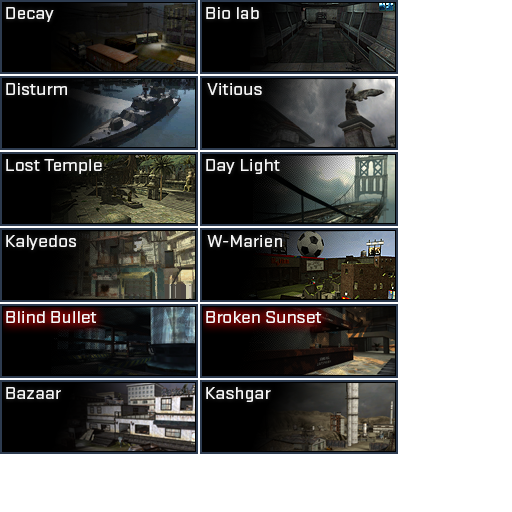 Decay
Bio lab
Disturm
Vitious
Lost Temple
Day Light
Kalyedos
W-Marien
Blind Bullet
Broken Sunset
Bazaar
Kashgar